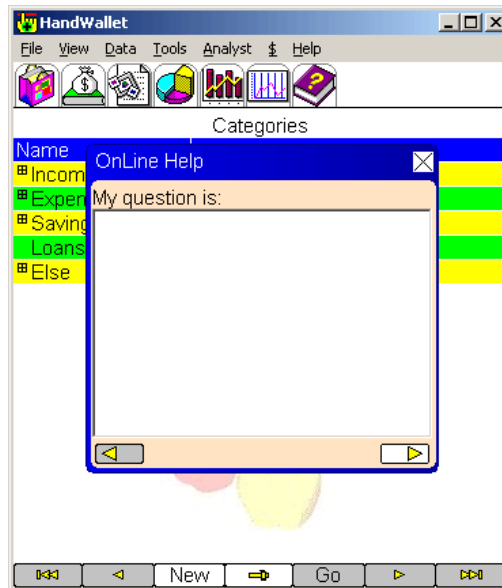 HandWallet
File View Data Tools Analyst $ Help
Categories
Name
Incom
Expen
Saving
Loans
Else
OnLine Help
My question is:
New Go